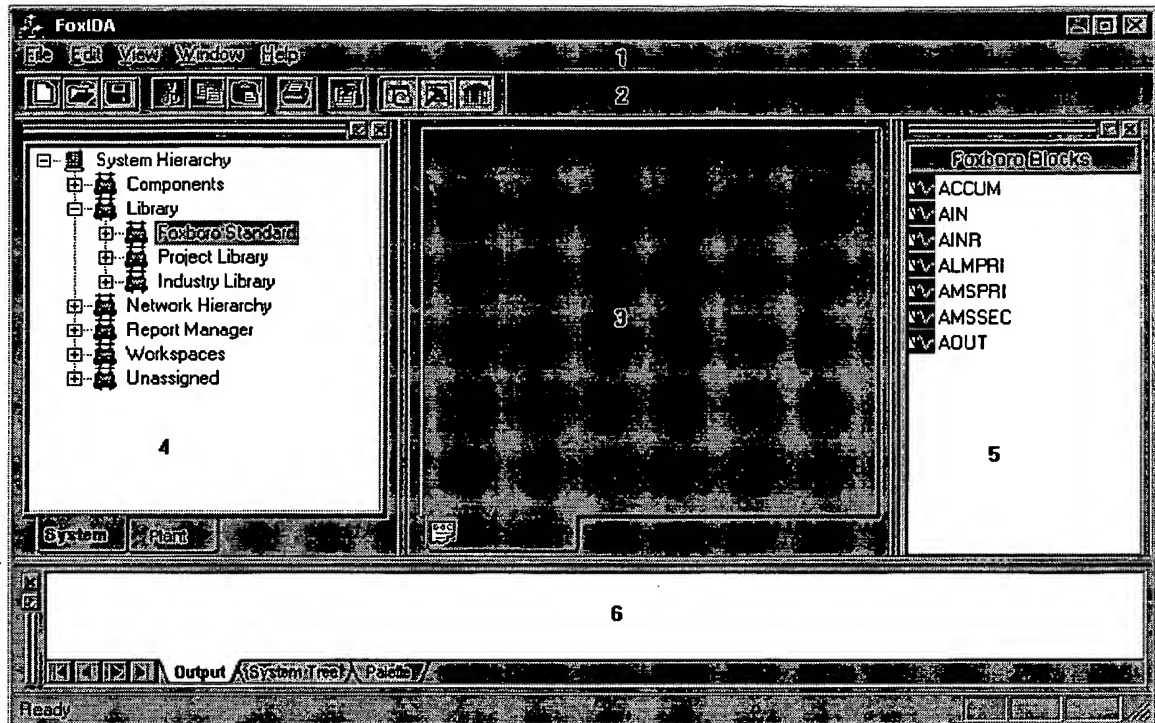 FoxIDA
File Edit View Window Help
1
2
System Hierarchy
Components
Library
Foxboro Standard
Project Library
Industry Library
Network Hierarchy
Report Manager
Workspaces
Unassigned
4
System Plant
3
Foxboro Blocks
ACCUM
AIN
AINR
ALMPRI
AMSPRI
AMSSEC
AOUT
5
6
Output System Tree Palette
Ready